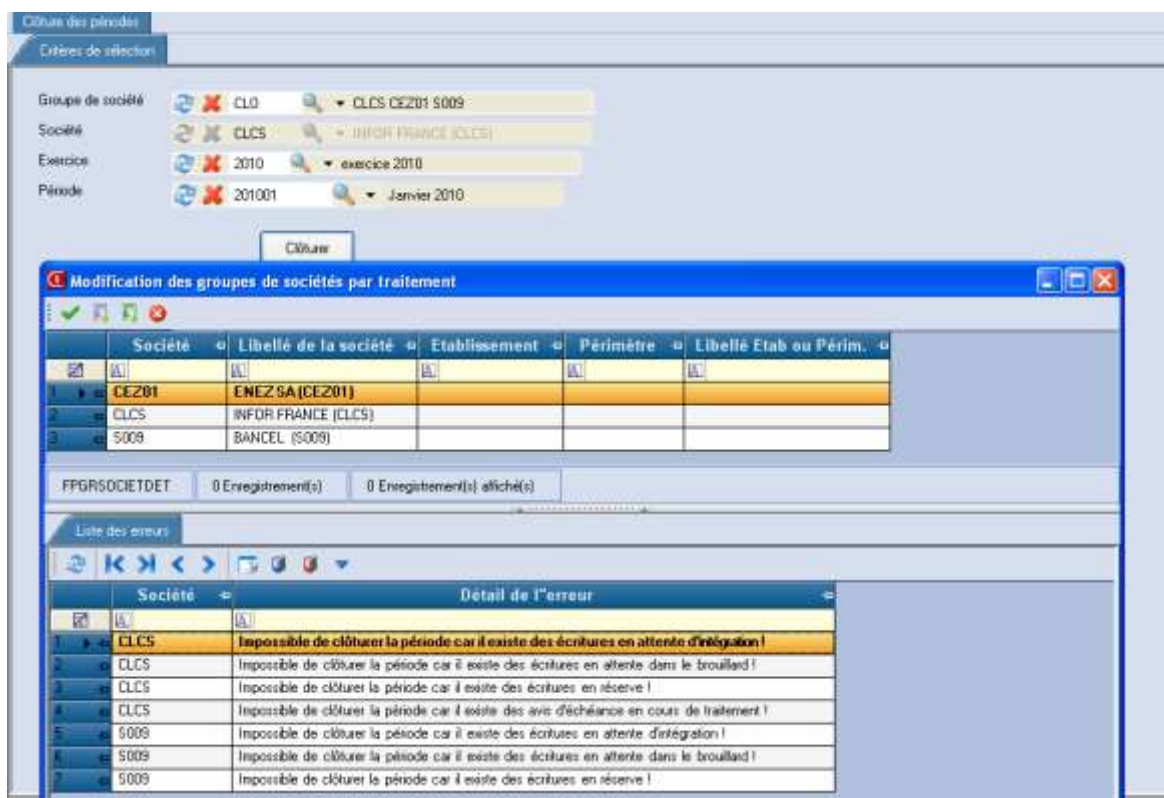 Clôture des périodes
Critères de sélection
Groupe de société CLO CLCS CEZ01 S009
Société CLCS INFOR FRANCE (CLCS)
Exercice 2010 exercice 2010
Période 201001 Janvier 2010
Clôturer
Modification des groupes de sociétés par traitement
Société Libellé de la société Etablissement Périmètre Libellé Etab ou Périm.
1 CEZ01 ENEZ SA (CEZ01)
2 CLCS INFOR FRANCE (CLCS)
3 S009 BANCEL (S009)
FPGRSOCIETDET 0 Enregistrement(s) 0 Enregistrement(s) affiché(s)
Liste des erreurs
Société Détail de l''erreur
1 CLCS Impossible de clôturer la période car il existe des écritures en attente d'intégration !
2 CLCS Impossible de clôturer la période car il existe des écritures en attente dans le brouillard !
3 CLCS Impossible de clôturer la période car il existe des écritures en réserve !
4 CLCS Impossible de clôturer la période car il existe des avis d'échéance en cours de traitement !
5 S009 Impossible de clôturer la période car il existe des écritures en attente d'intégration !
6 S009 Impossible de clôturer la période car il existe des écritures en attente dans le brouillard !
7 S009 Impossible de clôturer la période car il existe des écritures en réserve !